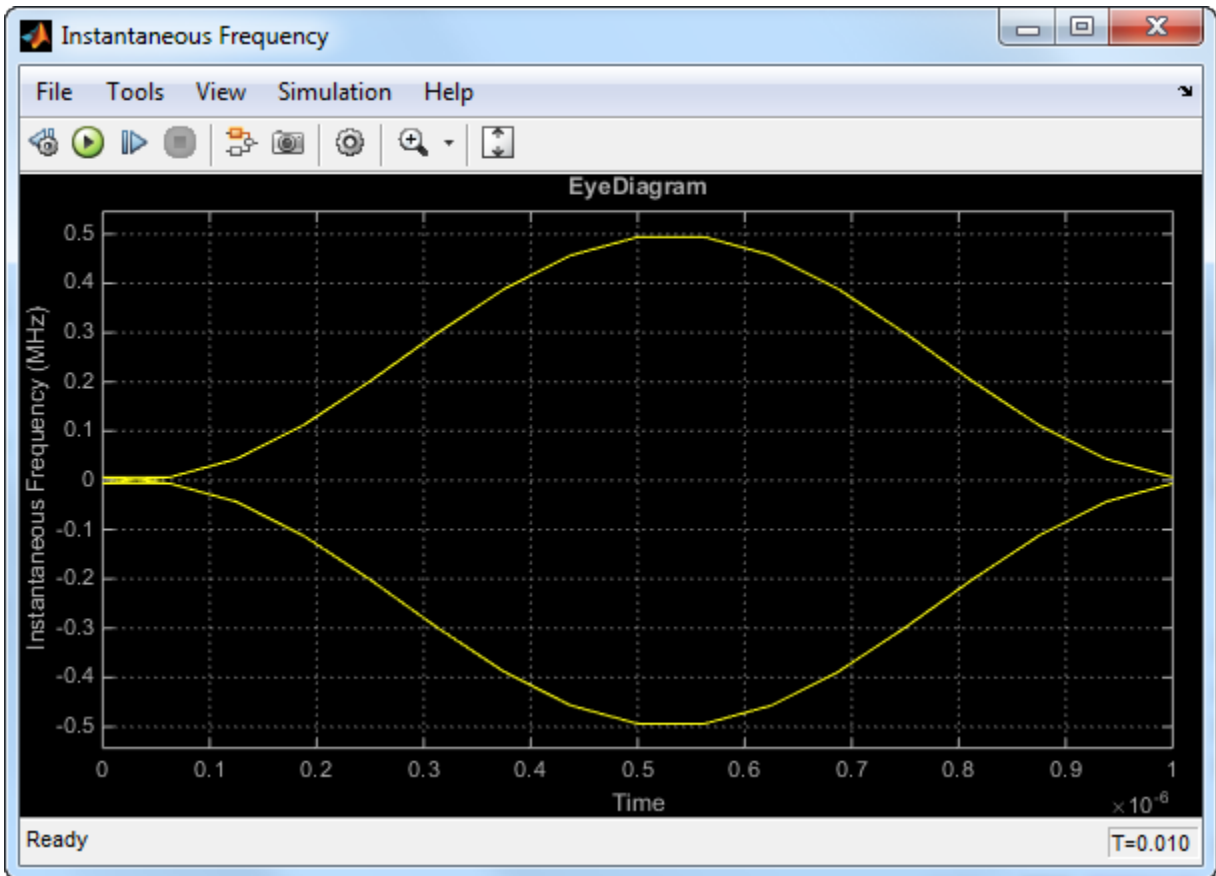 Instantaneous Frequency
File Tools View Simulation Help
EyeDiagram
Instantaneous Frequency (MHz)
0.5
0.4
0.3
0.2
0.1
0
-0.1
-0.2
-0.3
-0.4
-0.5
0 0.1 0.2 0.3 0.4 0.5 0.6 0.7 0.8 0.9 1
Time
×10⁻⁶
Ready
T=0.010